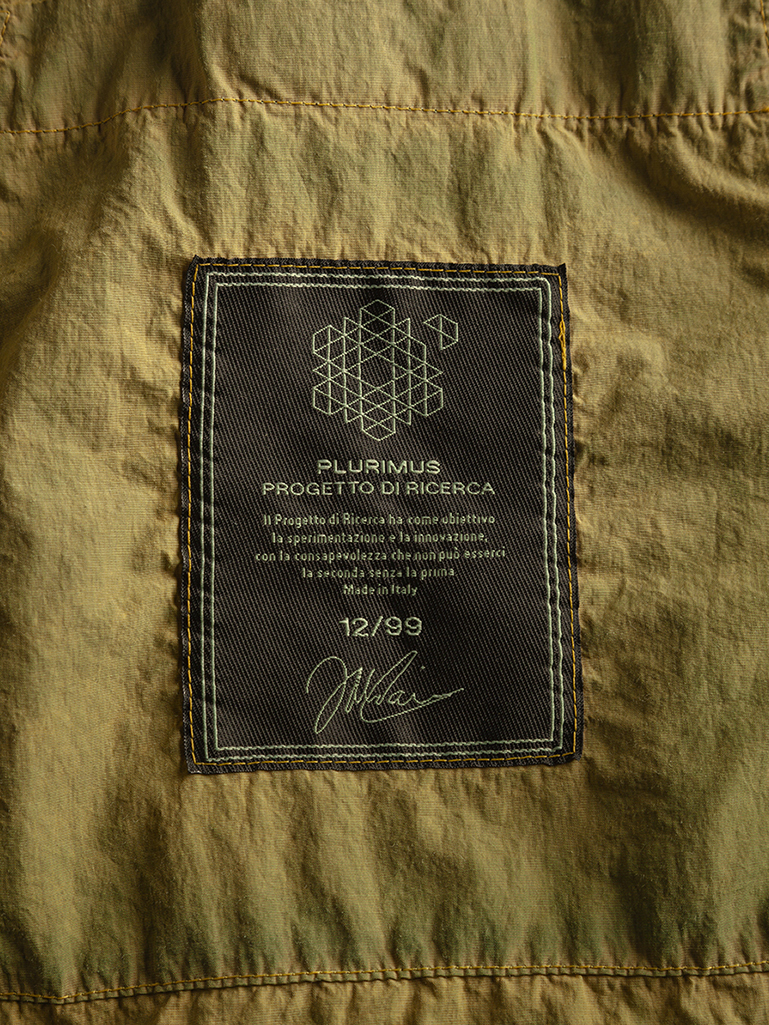 PLURIMUS
PROGETTO DI RICERCA
Il Progetto di Ricerca ha come obiettivo
la sperimentazione e la innovazione,
con la consapevolezza che non può esserci
la seconda senza la prima
Made in Italy
12/99